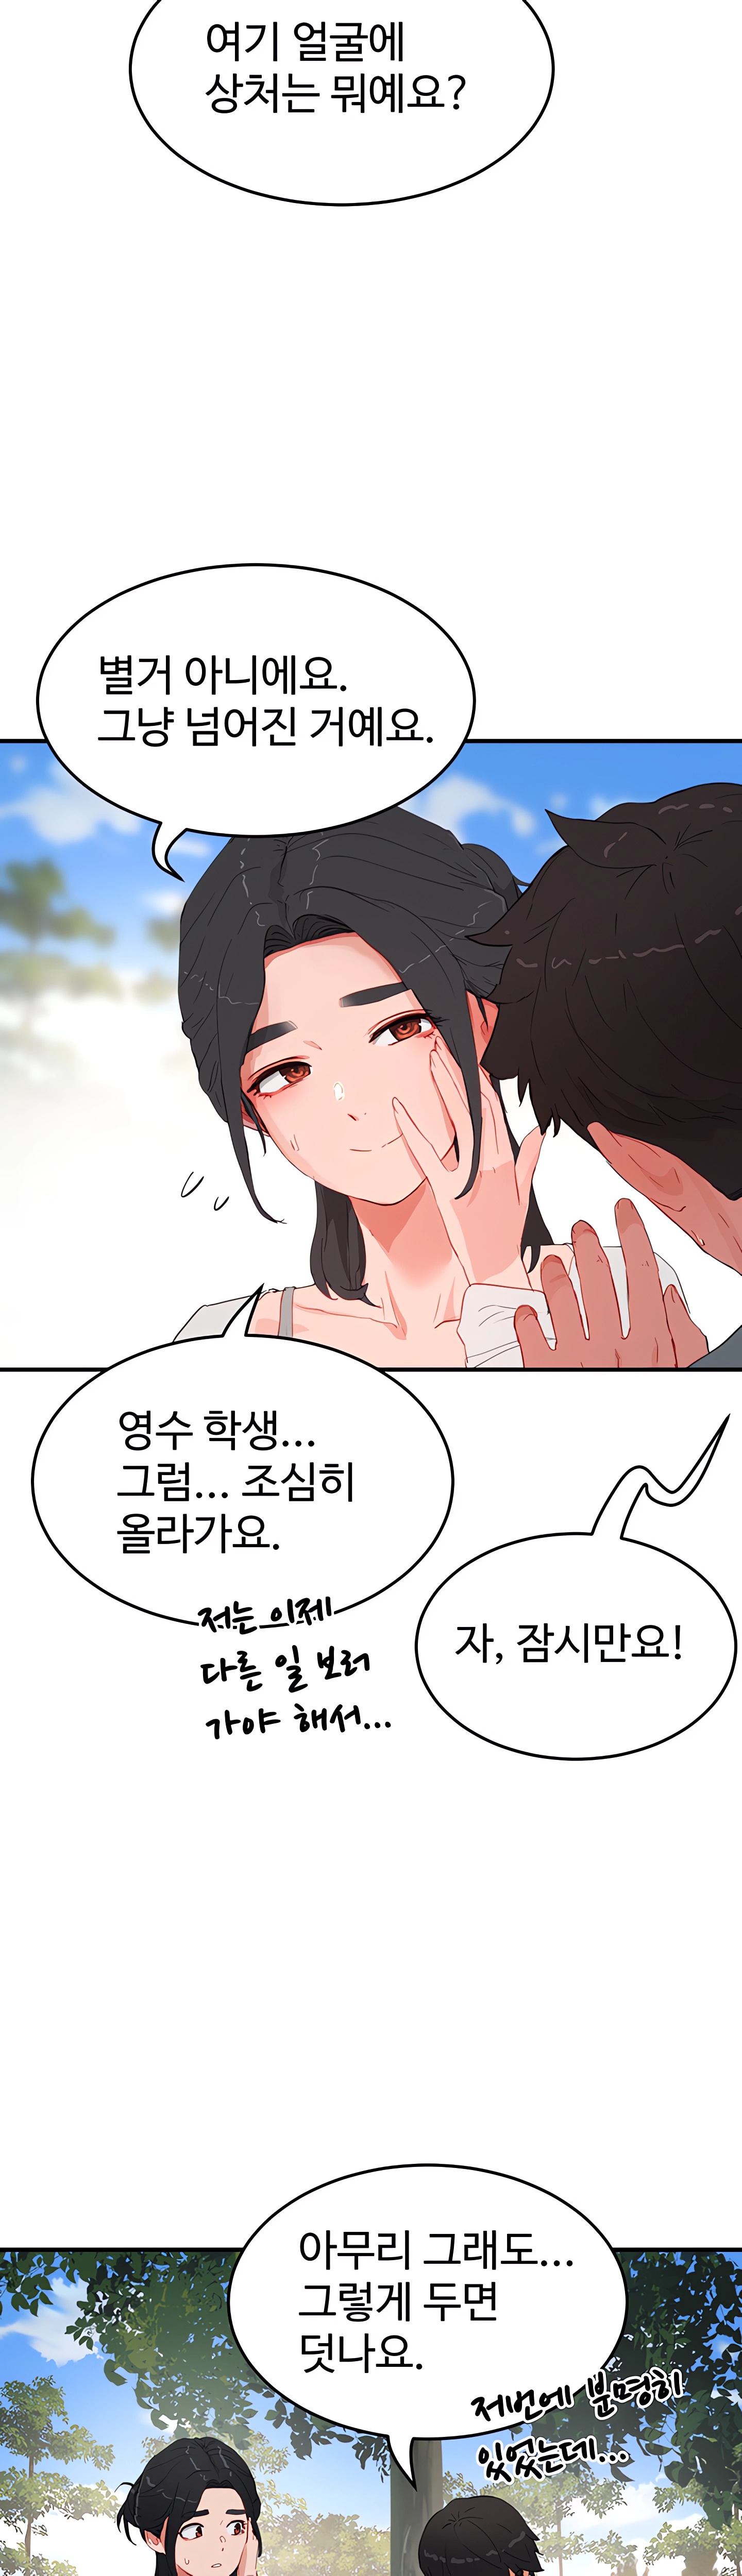 여기 얼굴에
상처는 뭐예요?
별거 아니에요.
그냥 넘어진 거예요.
영수 학생...
그럼... 조심히
올라가요.
저는 이제
다른 일 보러
가야 해서...
자, 잠시만요!
아무리 그래도...
그렇게 두면
덧나요.
저번에 분명히
있었는데...